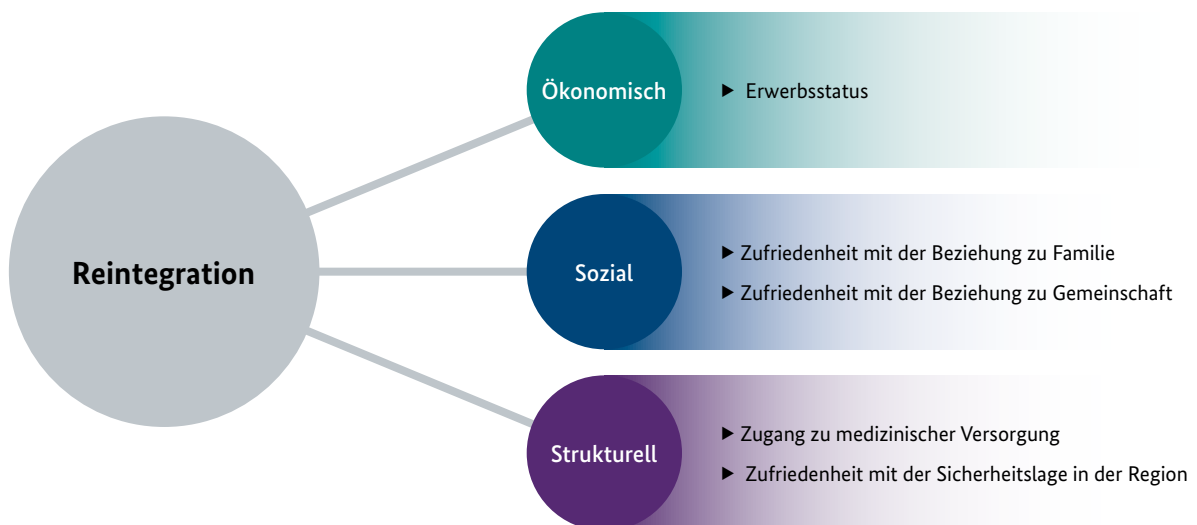 Reintegration
Ökonomisch
▶ Erwerbsstatus
Sozial
▶ Zufriedenheit mit der Beziehung zu Familie
▶ Zufriedenheit mit der Beziehung zu Gemeinschaft
Strukturell
▶ Zugang zu medizinischer Versorgung
▶ Zufriedenheit mit der Sicherheitslage in der Region